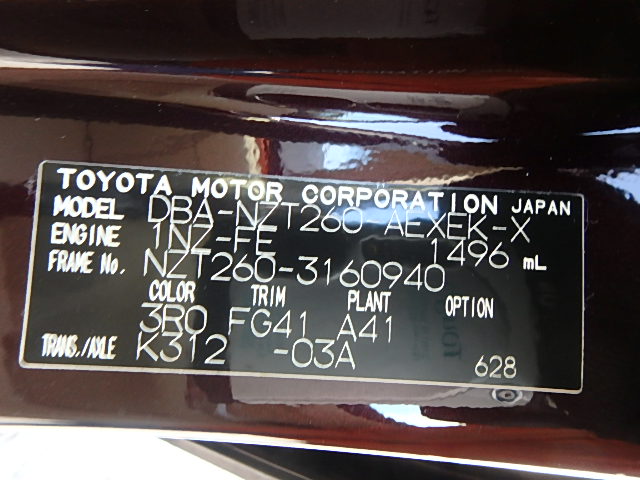 TOYOTA MOTOR CORPORATION JAPAN
MODEL DBA-NZT260 AEXEK-X
ENGINE 1NZ-FE 1496 mL
FRAME No. NZT260-3160940
COLOR TRIM PLANT OPTION
3R0 FG41 A41
TRANS./AXLE K312 -03A
628